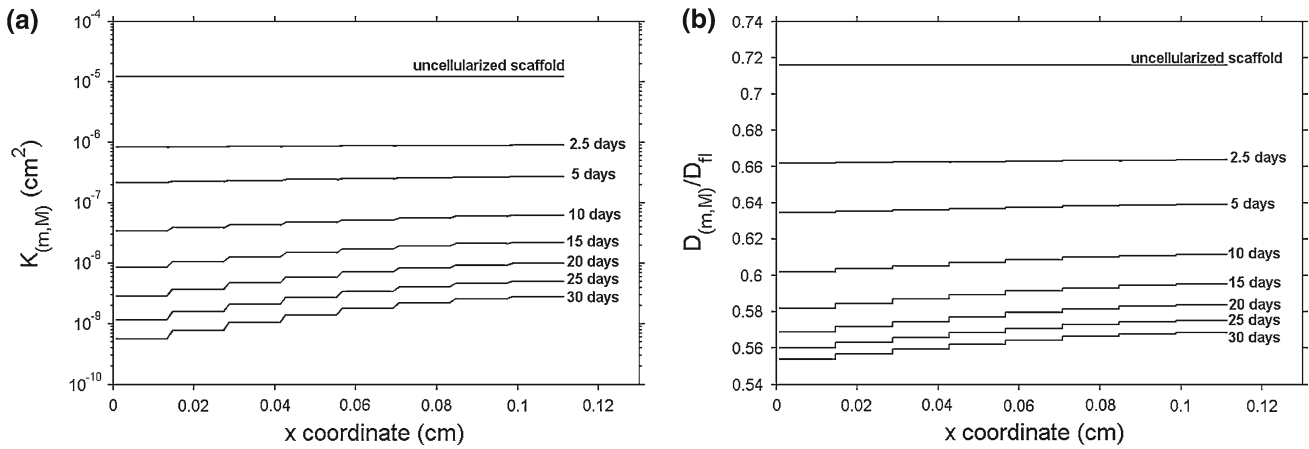 (a)
K(m,M) (cm²)
10⁻⁴
10⁻⁵
10⁻⁶
10⁻⁷
10⁻⁸
10⁻⁹
10⁻¹⁰
uncellularized scaffold
2.5 days
5 days
10 days
15 days
20 days
25 days
30 days
0 0.02 0.04 0.06 0.08 0.1 0.12
x coordinate (cm)
(b)
D(m,M)/Dfl
0.74
0.72
0.7
0.68
0.66
0.64
0.62
0.6
0.58
0.56
0.54
uncellularized scaffold
2.5 days
5 days
10 days
15 days
20 days
25 days
30 days
0 0.02 0.04 0.06 0.08 0.1 0.12
x coordinate (cm)